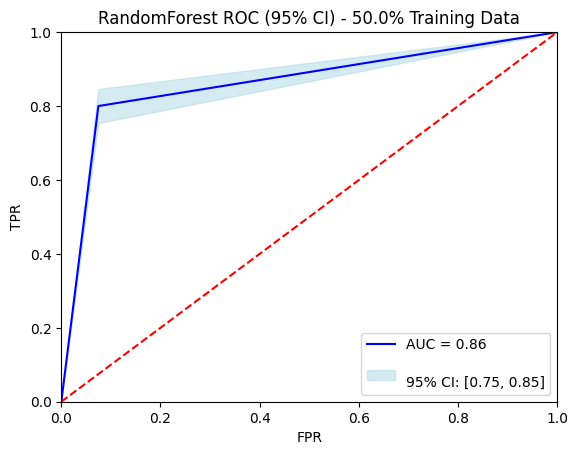 RandomForest ROC (95% CI) - 50.0% Training Data
1.0
0.8
0.6
0.4
0.2
0.0
TPR
AUC = 0.86
95% CI: [0.75, 0.85]
0.0 0.2 0.4 0.6 0.8 1.0
FPR